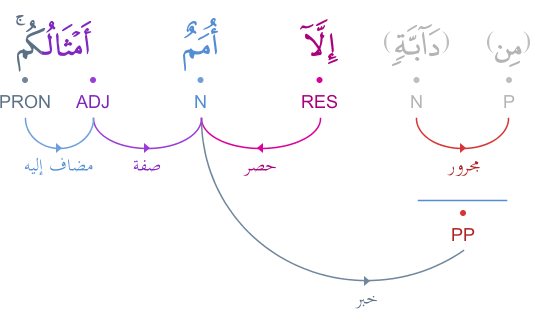 (مِن) (دَآبَّةٍ) إِلَّآ أُمَمٌ أَمْثَالُكُم ۚ
P N RES N ADJ PRON
مجرور حصر صفة مضاف إليه
PP
خبر